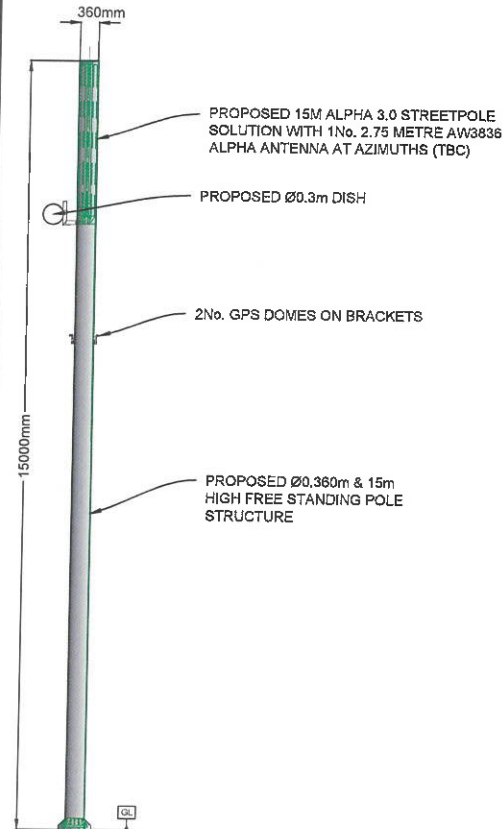 360mm
PROPOSED 15M ALPHA 3.0 STREETPOLE
SOLUTION WITH 1No. 2.75 METRE AW3836
ALPHA ANTENNA AT AZIMUTHS (TBC)
PROPOSED Ø0.3m DISH
2No. GPS DOMES ON BRACKETS
15000mm
PROPOSED Ø0.360m & 15m
HIGH FREE STANDING POLE
STRUCTURE
GL